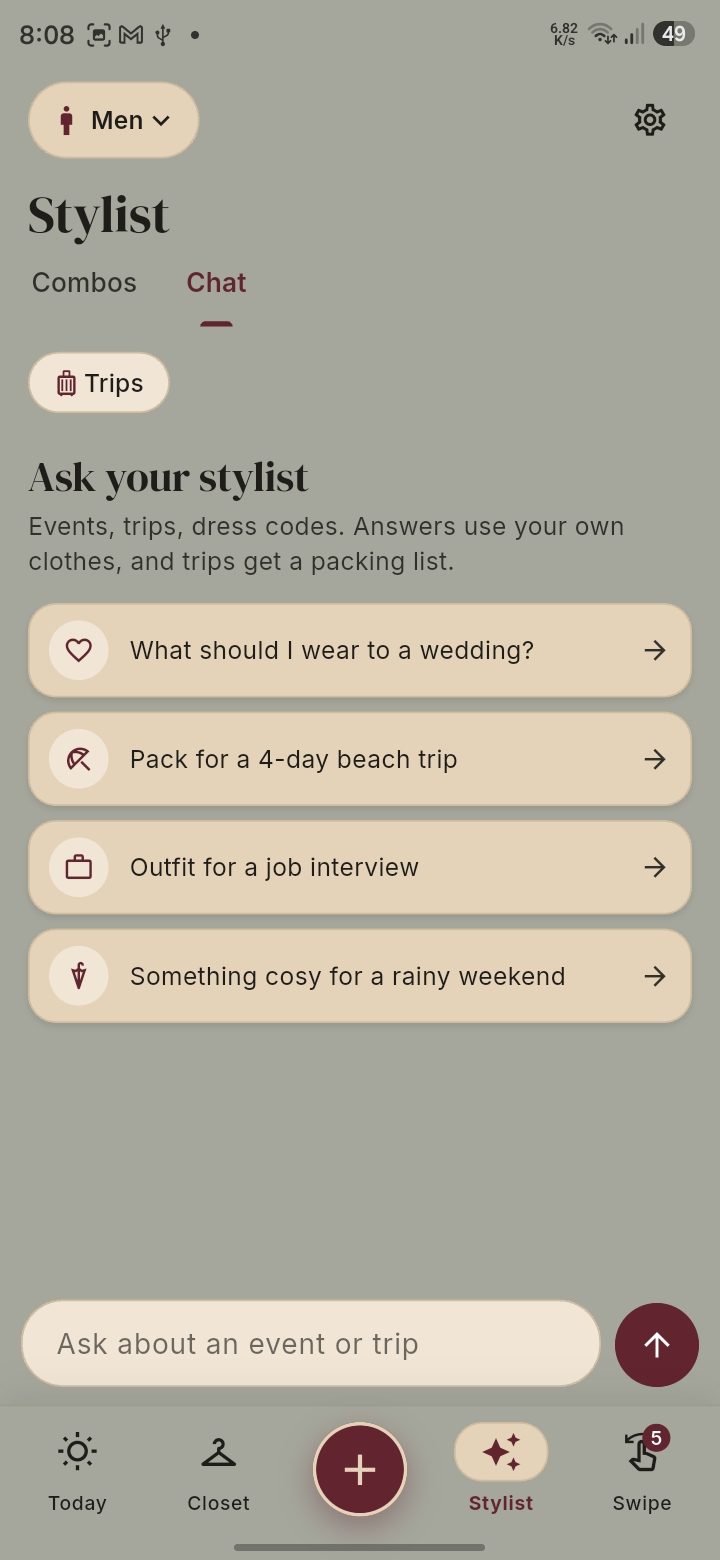 8:08
6.82
K/s
49
Men
Stylist
Combos
Chat
Trips
Ask your stylist
Events, trips, dress codes. Answers use your own
clothes, and trips get a packing list.
What should I wear to a wedding?
Pack for a 4-day beach trip
Outfit for a job interview
Something cosy for a rainy weekend
Ask about an event or trip
5
Today
Closet
Stylist
Swipe